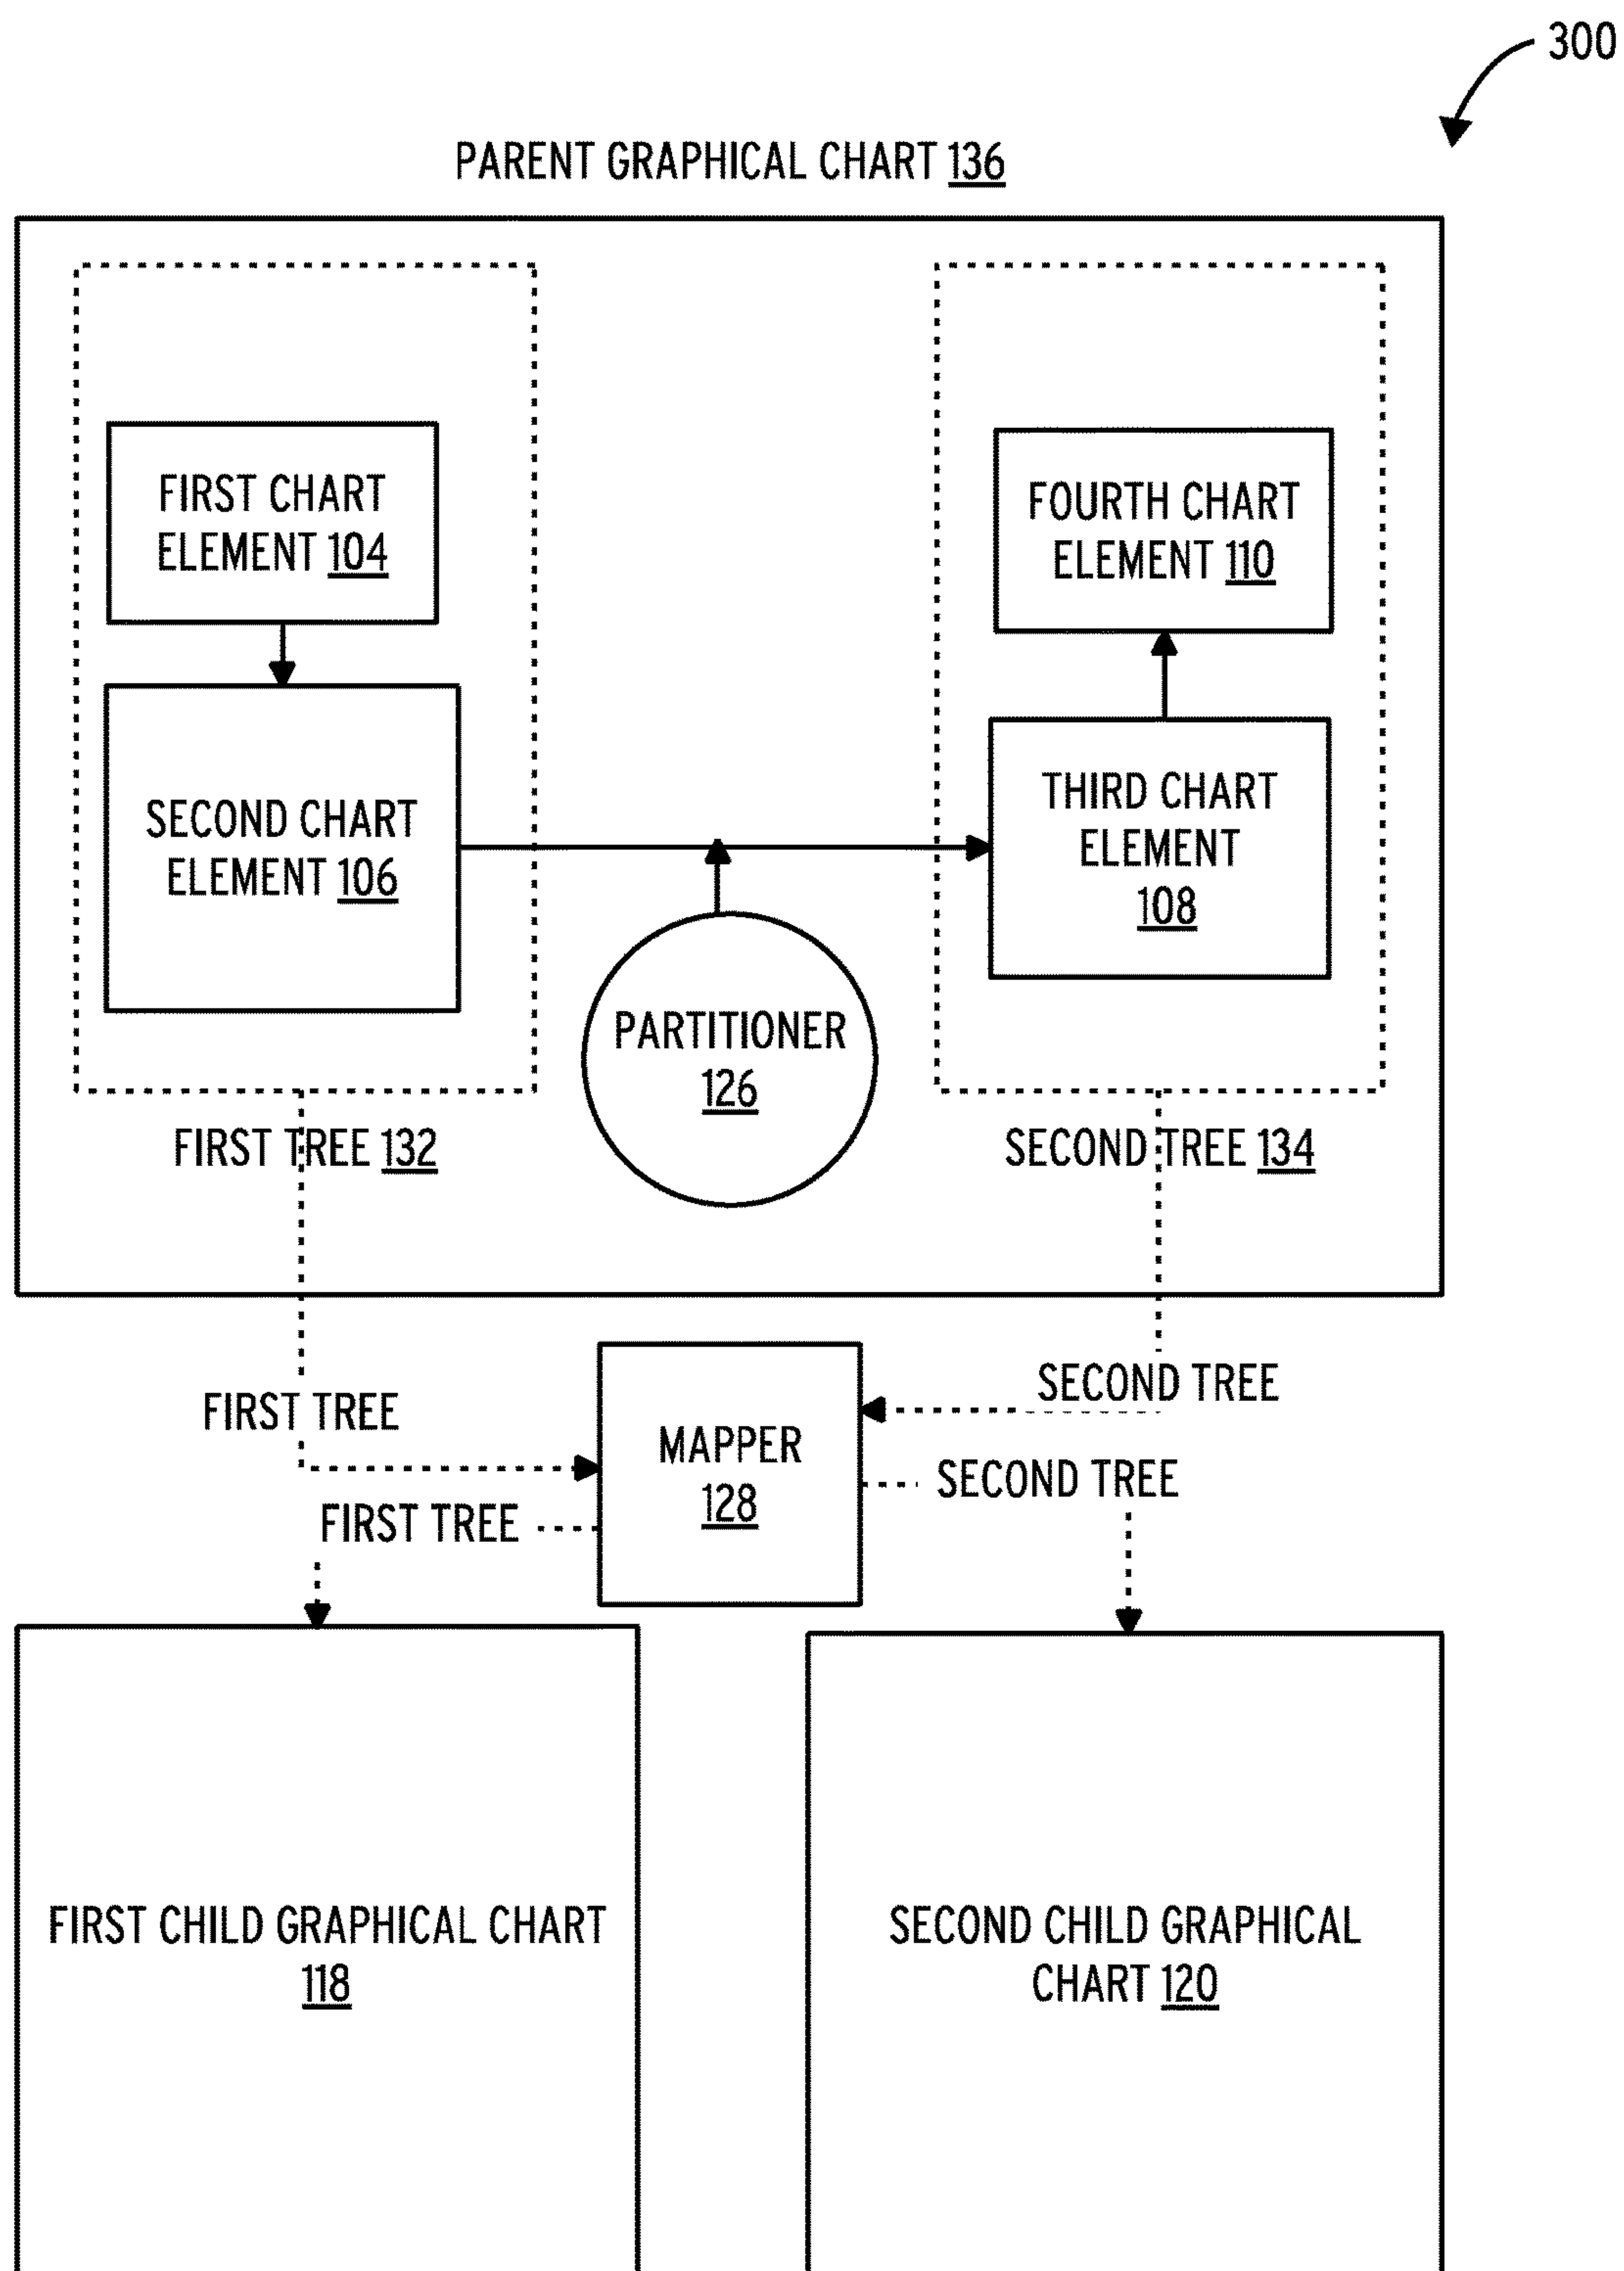 300
PARENT GRAPHICAL CHART 136
FIRST CHART
ELEMENT 104
FOURTH CHART
ELEMENT 110
SECOND CHART
ELEMENT 106
THIRD CHART
ELEMENT
108
PARTITIONER
126
FIRST TREE 132
SECOND TREE 134
SECOND TREE
FIRST TREE
MAPPER
128
SECOND TREE
FIRST TREE
FIRST CHILD GRAPHICAL CHART
118
SECOND CHILD GRAPHICAL
CHART 120